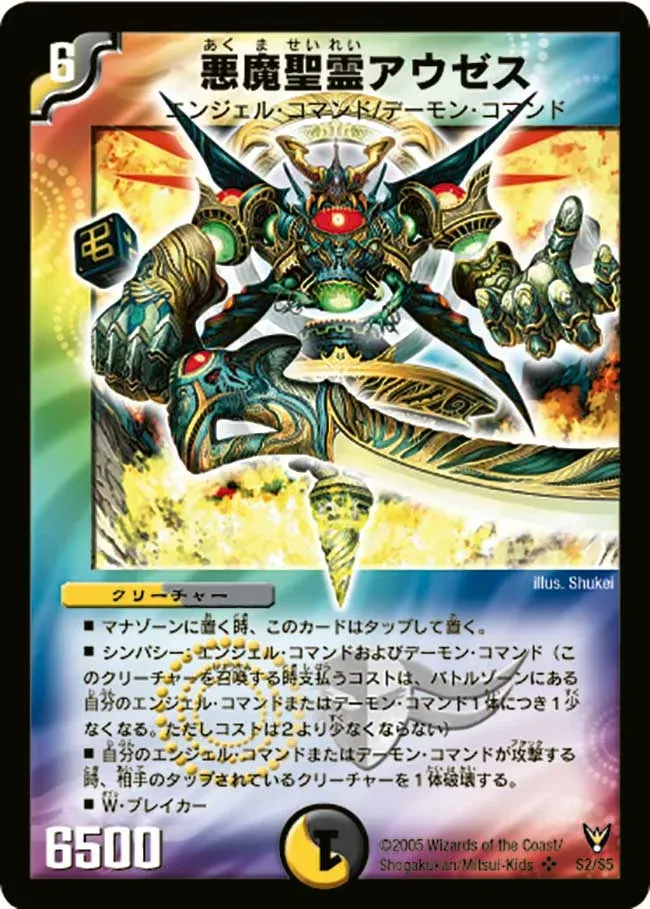 6
あくませいれい
悪魔聖霊アウゼス
エンジェル・コマンド/デーモン・コマンド
illus. Shukei
クリーチャー
■ マナゾーンに置く時、このカードはタップして置く。
■ シンパシー:エンジェル・コマンドおよびデーモン・コマンド(こ
のクリーチャーを召喚する時支払うコストは、バトルゾーンにある
自分のエンジェル・コマンドまたはデーモン・コマンド1体につき1少
なくなる。ただしコストは2より少なくならない)
■ 自分のエンジェル・コマンドまたはデーモン・コマンドが攻撃する
時、相手のタップされているクリーチャーを1体破壊する。
■ W・ブレイカー
6500
1
©2005 Wizards of the Coast/
Shogakukan/Mitsui-Kids
S2/S5